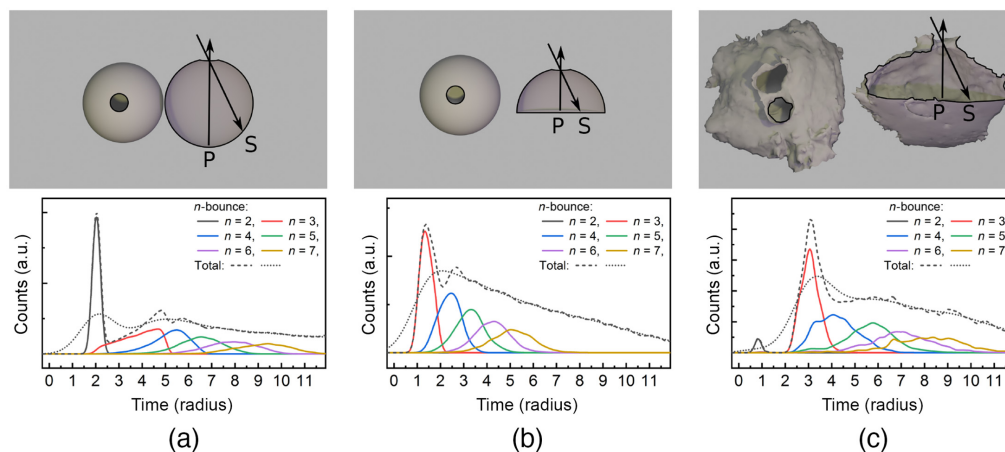 P S
n-bounce:
n = 2, n = 3,
n = 4, n = 5,
n = 6, n = 7,
Total:
Counts (a.u.)
0 1 2 3 4 5 6 7 8 9 10 11
Time (radius)
(a)
P S
n-bounce:
n = 2, n = 3,
n = 4, n = 5,
n = 6, n = 7,
Total:
Counts (a.u.)
0 1 2 3 4 5 6 7 8 9 10 11
Time (radius)
(b)
P S
n-bounce:
n = 2, n = 3
n = 4, n = 5
n = 6, n = 7
Total:
Counts (a.u.)
0 1 2 3 4 5 6 7 8 9 10 11
Time (radius)
(c)